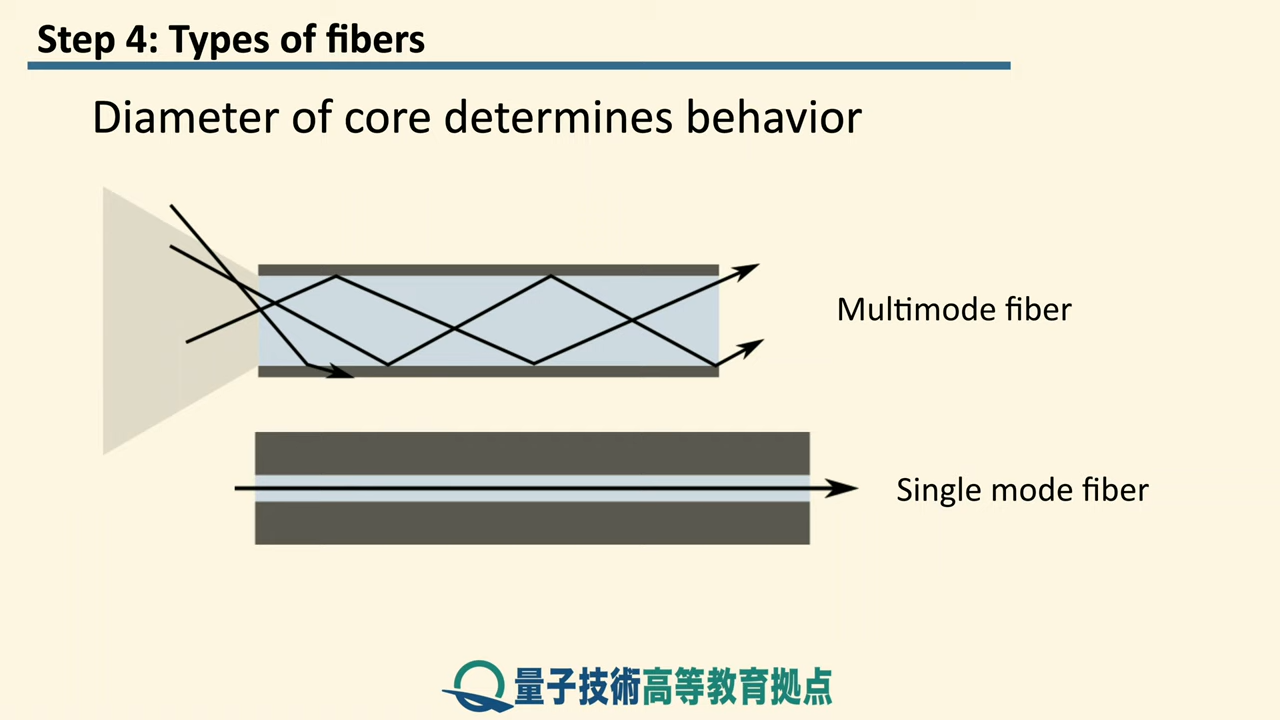 Step 4: Types of fibers
Diameter of core determines behavior
Multimode fiber
Single mode fiber
量子技術高等教育拠点